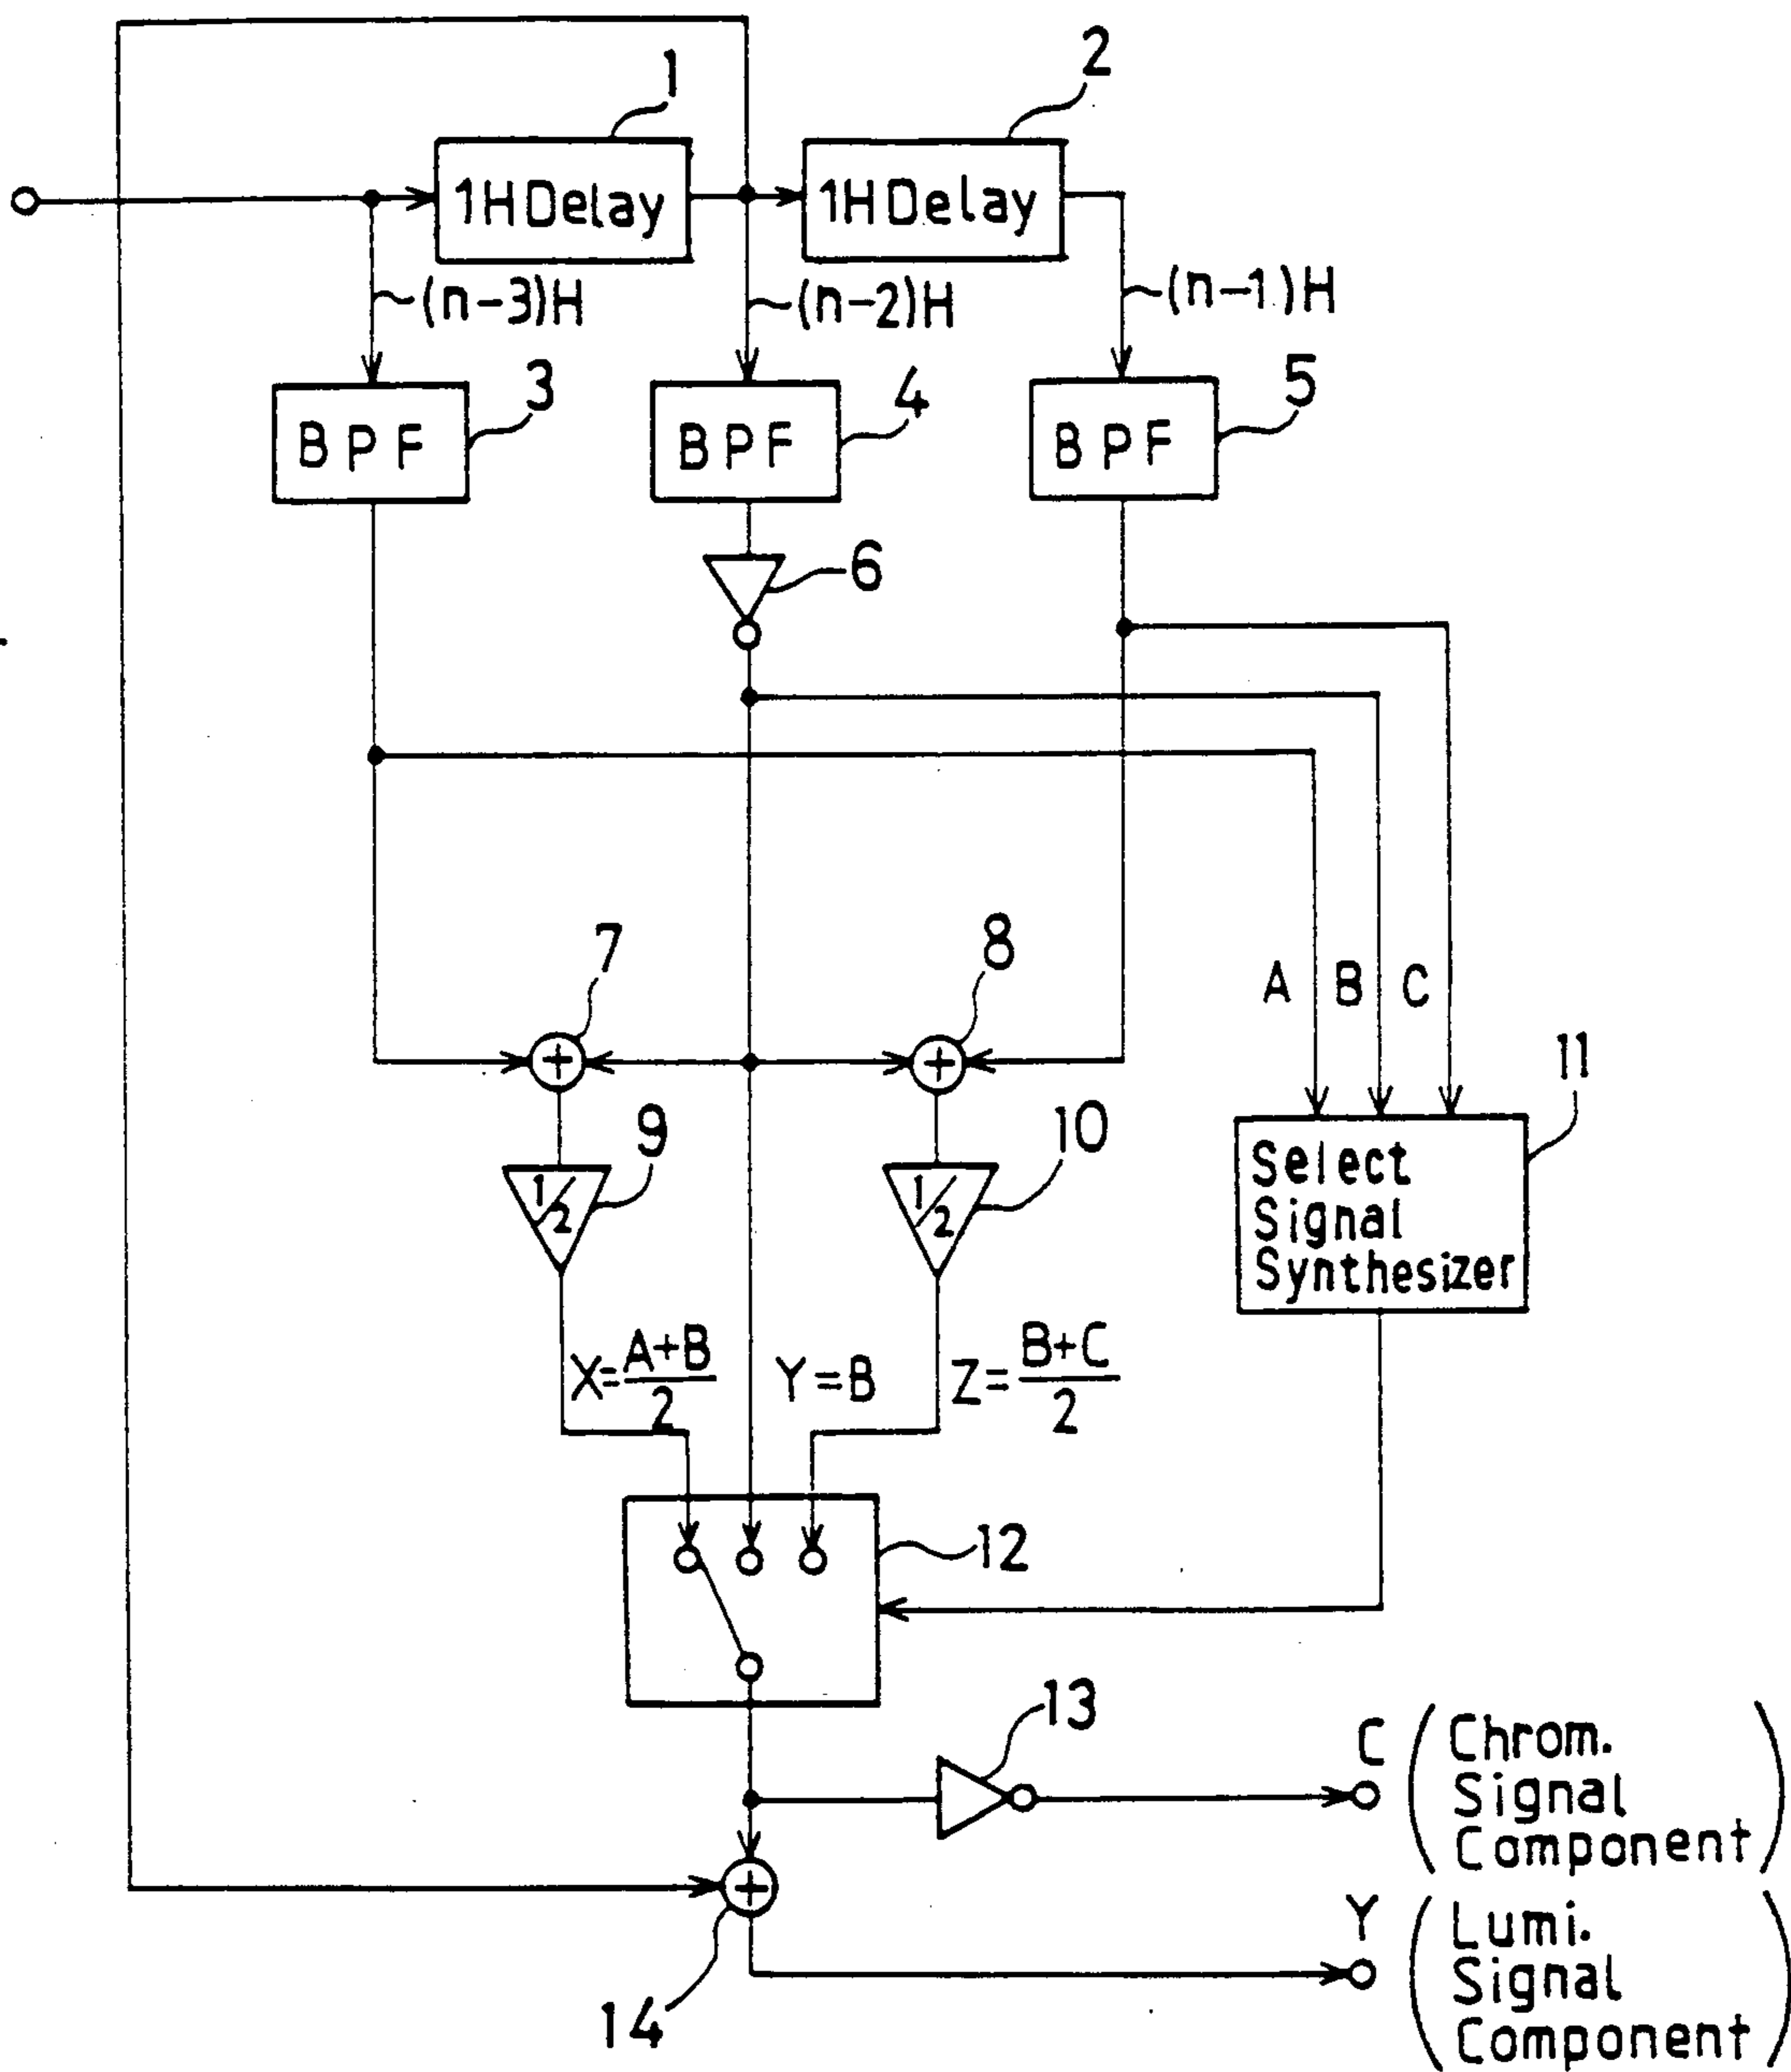 1
2
1HDelay
1HDelay
(n-3)H
(n-2)H
(n-1)H
3
4
5
BPF
BPF
BPF
6
7
8
A
B
C
11
9
10
1/2
1/2
Select
Signal
Synthesizer
X=A+B/2
Y=B
Z=B+C/2
12
13
C
(Chrom.
Signal
Component)
Y
(Lumi.
Signal
Component)
14